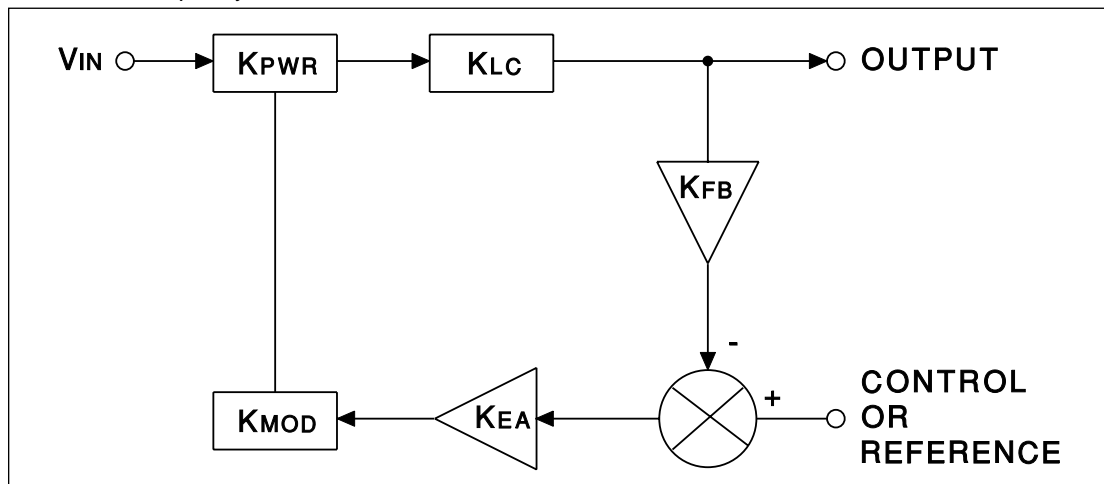 VIN
KPWR
KLC
OUTPUT
KFB
-
+
CONTROL
OR
REFERENCE
KEA
KMOD